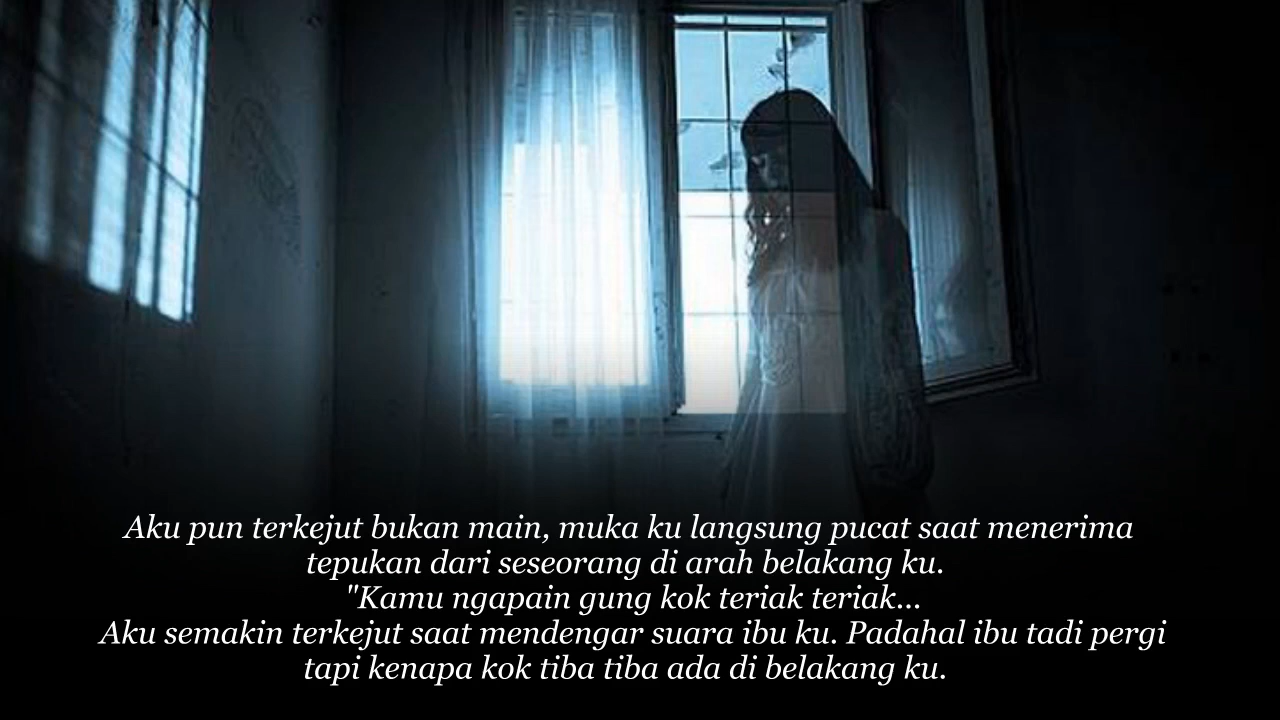 Aku pun terkejut bukan main, muka ku langsung pucat saat menerima
tepukan dari seseorang di arah belakang ku.
"Kamu ngapain gung kok teriak teriak...
Aku semakin terkejut saat mendengar suara ibu ku. Padahal ibu tadi pergi
tapi kenapa kok tiba tiba ada di belakang ku.